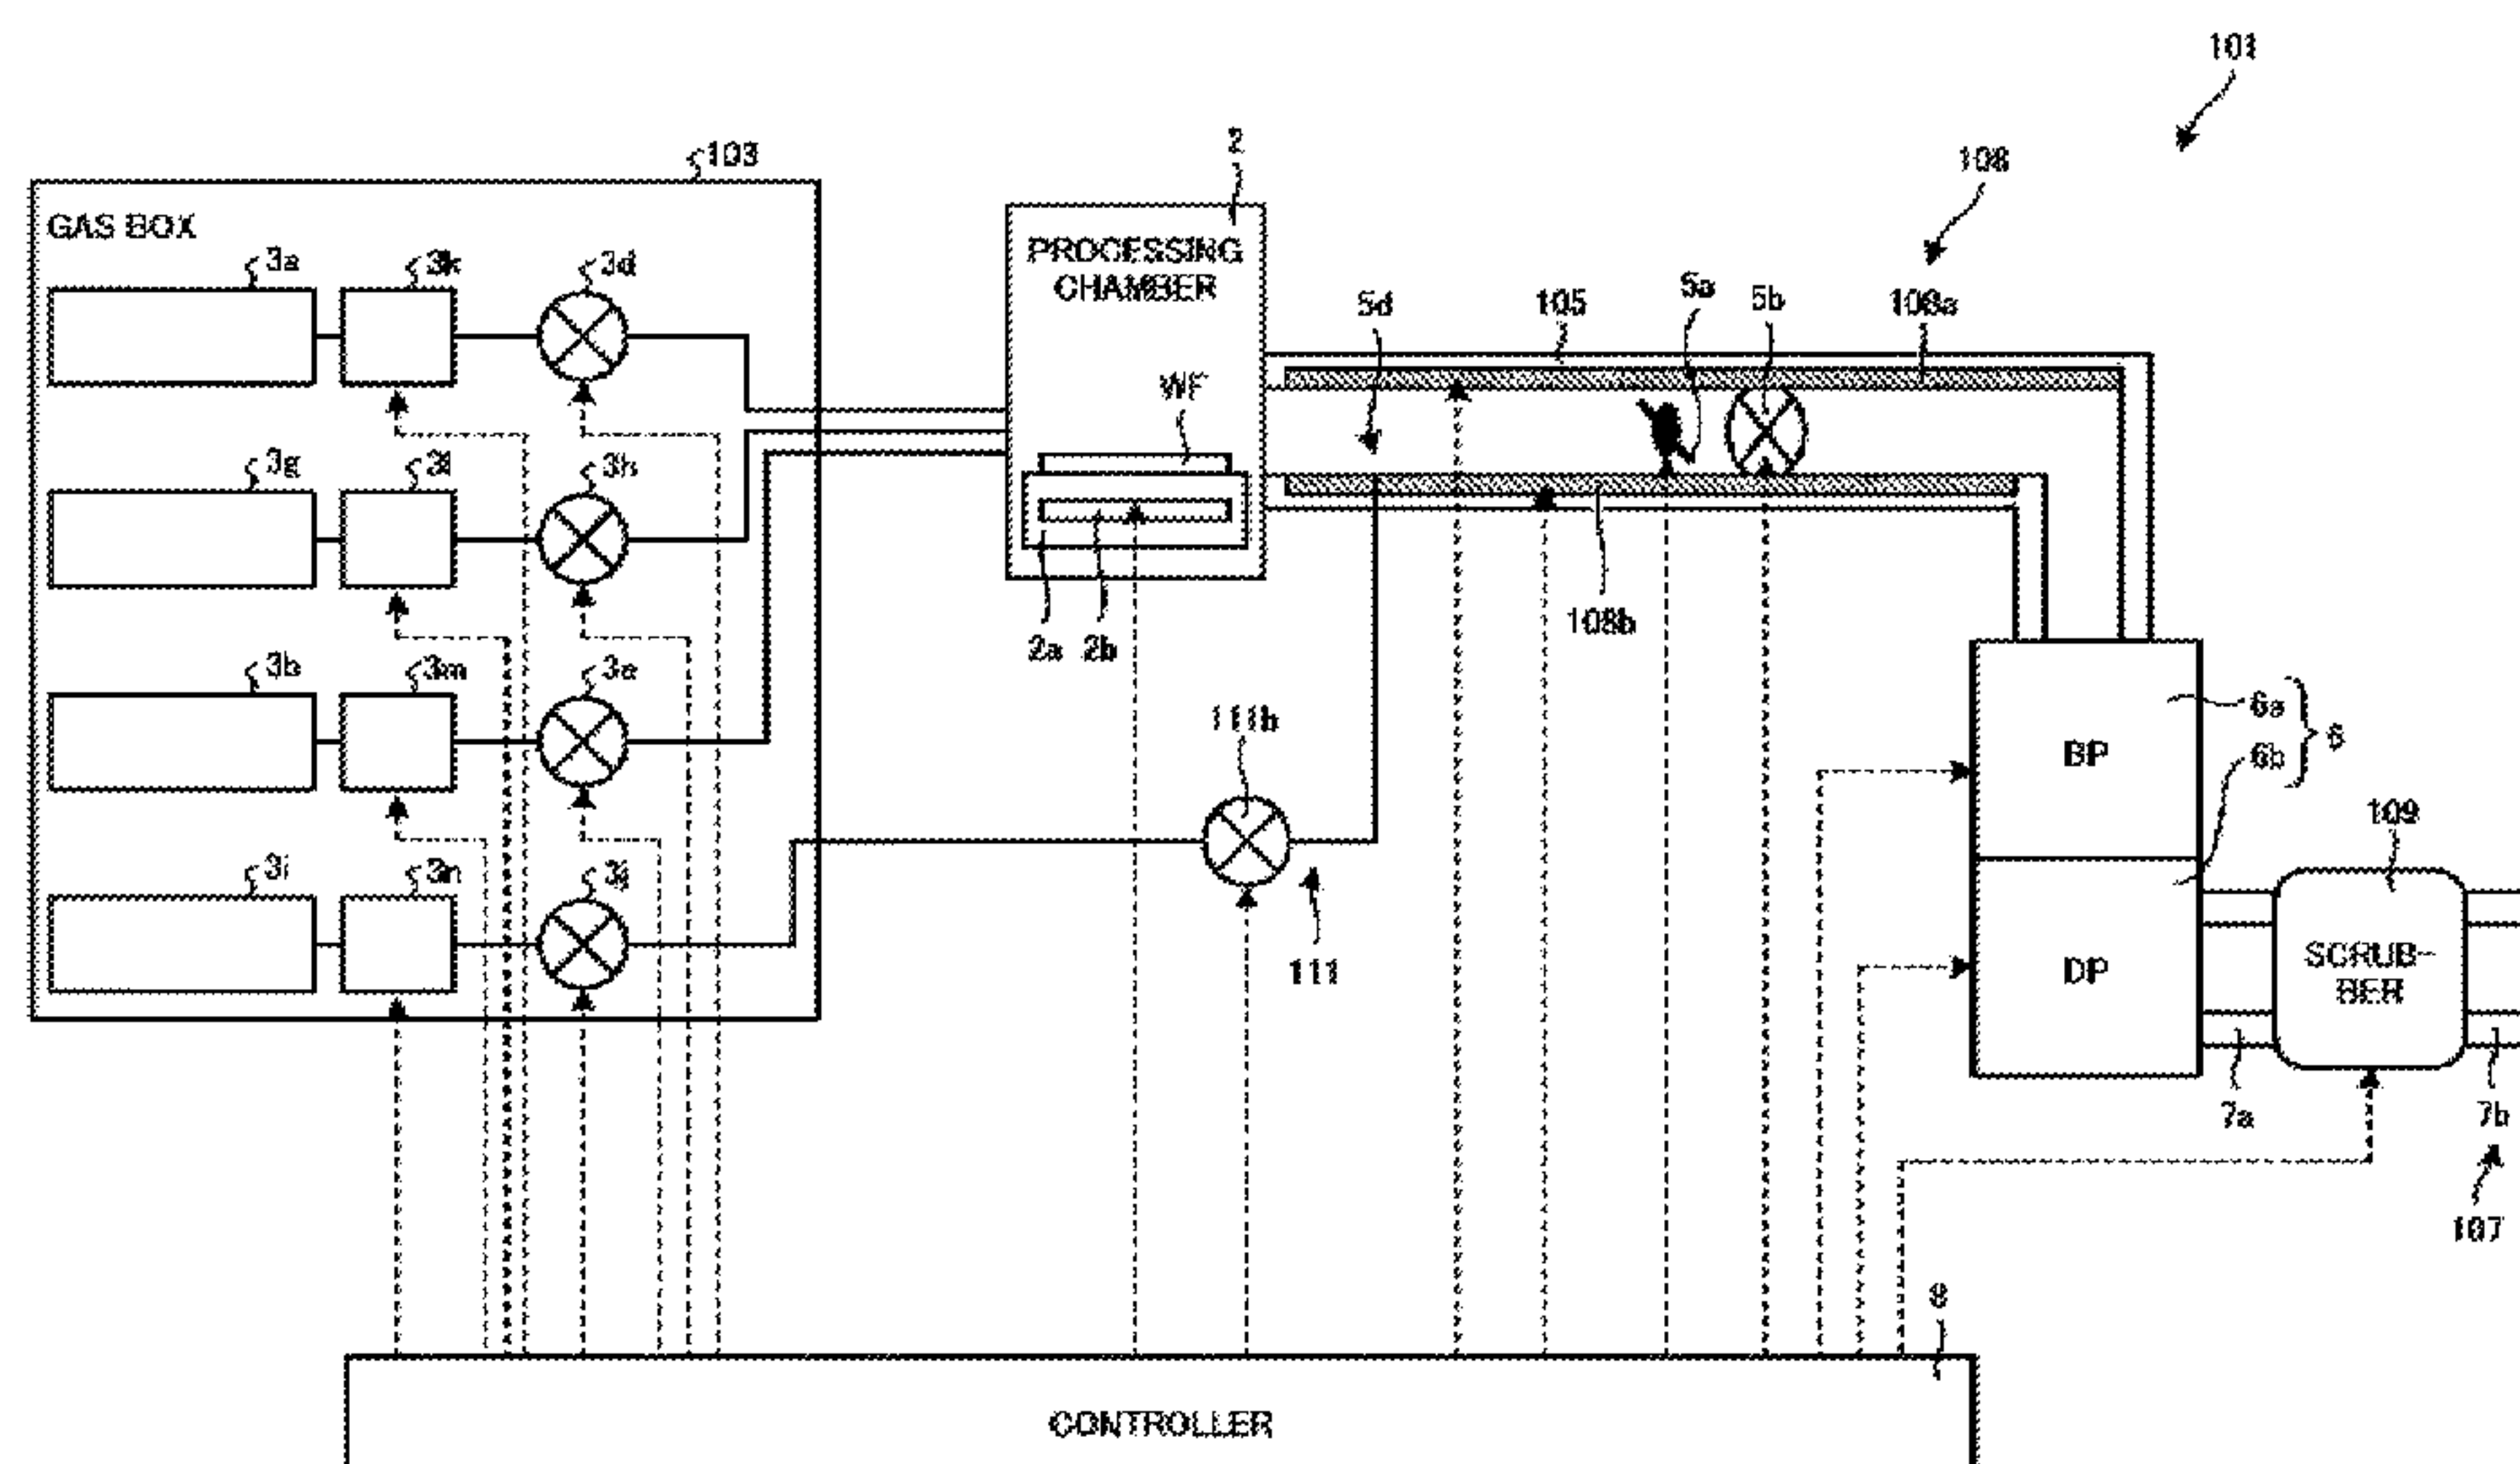 101
103
2
108
GAS BOX
3a
3k
3d
PROCESSING
CHAMBER
5d
105
5a
5b
108a
WF
3g
3l
3h
108b
2a
2b
3b
3m
3e
111b
6a
6
BP
6b
109
3i
3n
3j
111
DP
SCRUB-
BER
7a
7b
107
8
CONTROLLER